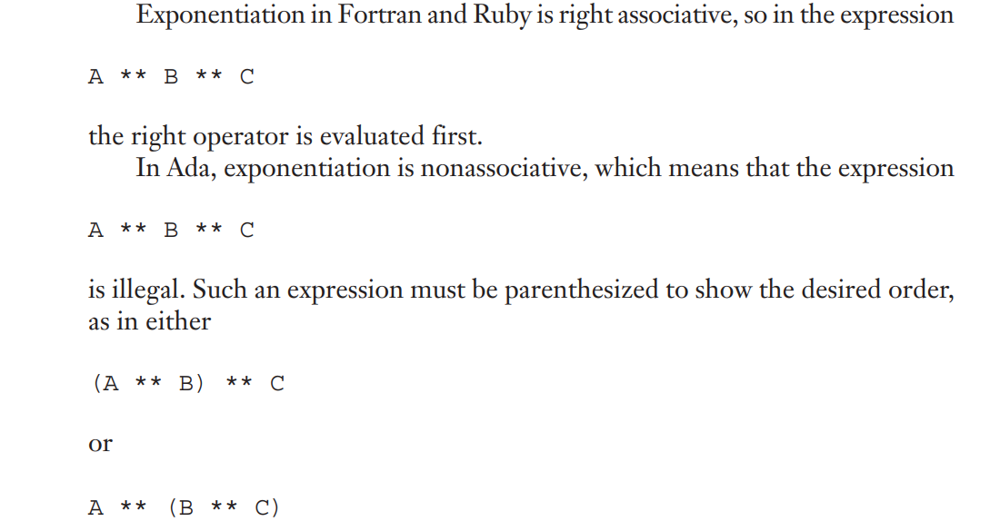 Exponentiation in Fortran and Ruby is right associative, so in the expression
A ** B ** C
the right operator is evaluated first.
In Ada, exponentiation is nonassociative, which means that the expression
A ** B ** C
is illegal. Such an expression must be parenthesized to show the desired order,
as in either
(A ** B) ** C
or
A ** (B ** C)